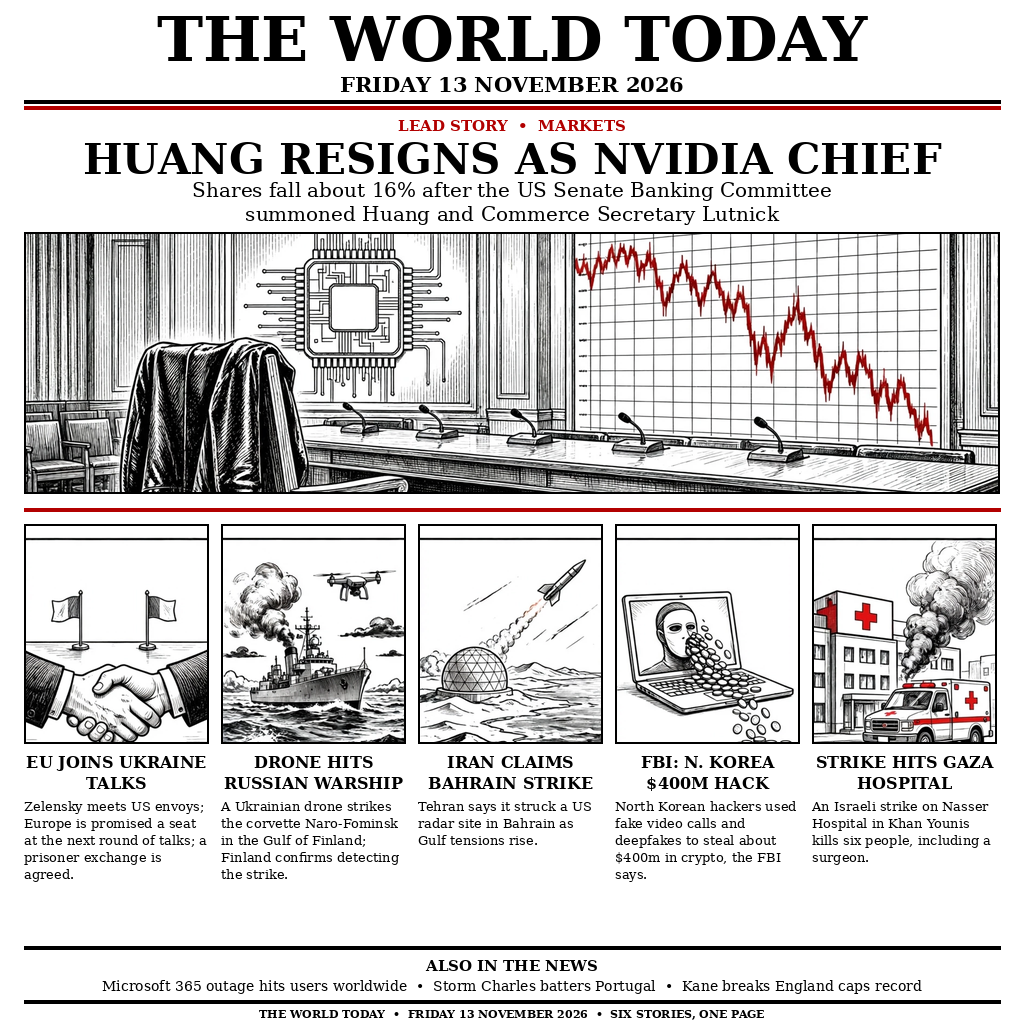 THE WORLD TODAY
FRIDAY 13 NOVEMBER 2026
LEAD STORY • MARKETS
HUANG RESIGNS AS NVIDIA CHIEF
Shares fall about 16% after the US Senate Banking Committee
summoned Huang and Commerce Secretary Lutnick
EU JOINS UKRAINE
TALKS
Zelensky meets US envoys;
Europe is promised a seat
at the next round of talks; a
prisoner exchange is
agreed.
DRONE HITS
RUSSIAN WARSHIP
A Ukrainian drone strikes
the corvette Naro-Fominsk
in the Gulf of Finland;
Finland confirms detecting
the strike.
IRAN CLAIMS
BAHRAIN STRIKE
Tehran says it struck a US
radar site in Bahrain as
Gulf tensions rise.
FBI: N. KOREA
$400M HACK
North Korean hackers used
fake video calls and
deepfakes to steal about
$400m in crypto, the FBI
says.
STRIKE HITS GAZA
HOSPITAL
An Israeli strike on Nasser
Hospital in Khan Younis
kills six people, including a
surgeon.
ALSO IN THE NEWS
Microsoft 365 outage hits users worldwide • Storm Charles batters Portugal • Kane breaks England caps record
THE WORLD TODAY • FRIDAY 13 NOVEMBER 2026 • SIX STORIES, ONE PAGE